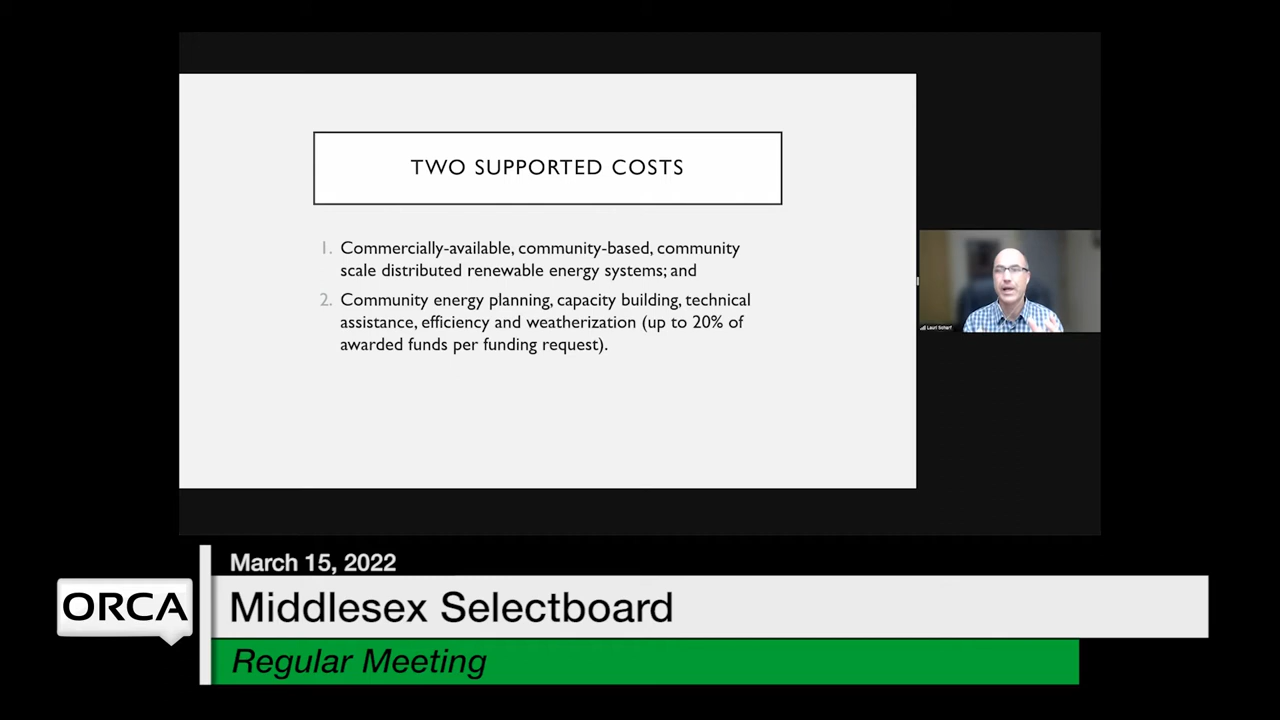 TWO SUPPORTED COSTS
1. Commercially-available, community-based, community
scale distributed renewable energy systems; and
2. Community energy planning, capacity building, technical
assistance, efficiency and weatherization (up to 20% of
awarded funds per funding request).
Lauri Scharf
March 15, 2022
ORCA
Middlesex Selectboard
Regular Meeting